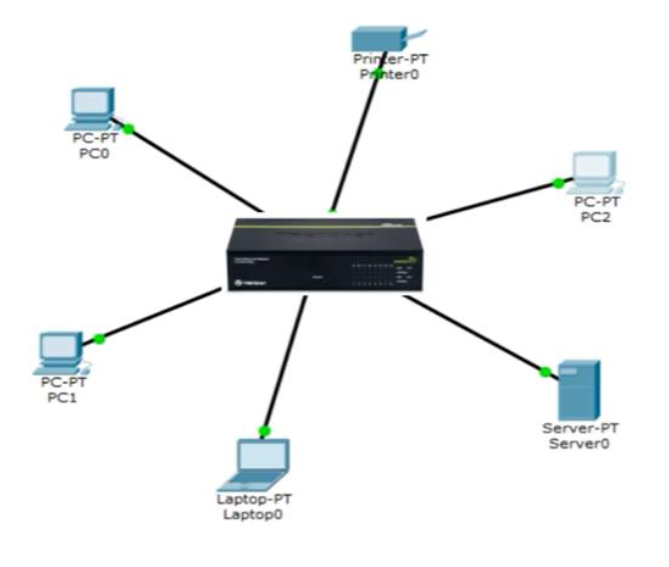 Printer-PT
Printer0
PC-PT
PC0
PC-PT
PC2
PC-PT
PC1
Server-PT
Server0
Laptop-PT
Laptop0